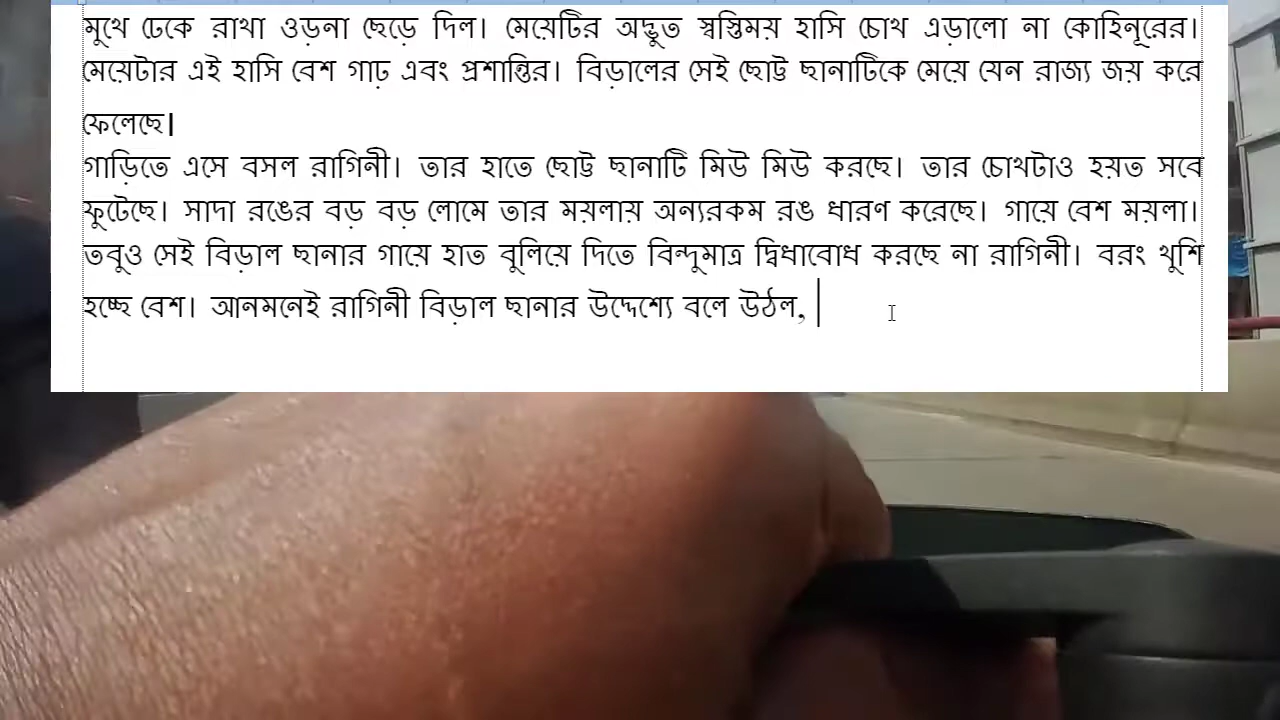 মুখে ঢেকে রাখা ওড়না ছেড়ে দিল। মেয়েটির অদ্ভুত স্বস্তিময় হাসি চোখ এড়ালো না কোহিনূরের।
মেয়েটার এই হাসি বেশ গাঢ় এবং প্রশান্তির। বিড়ালের সেই ছোট্ট ছানাটিকে মেয়ে যেন রাজ্য জয় করে
ফেলেছে।
গাড়িতে এসে বসল রাগিনী। তার হাতে ছোট্ট ছানাটি মিউ মিউ করছে। তার চোখটাও হয়ত সবে
ফুটেছে। সাদা রঙের বড় বড় লোমে তার ময়লায় অন্যরকম রঙ ধারণ করেছে। গায়ে বেশ ময়লা।
তবুও সেই বিড়াল ছানার গায়ে হাত বুলিয়ে দিতে বিন্দুমাত্র দ্বিধাবোধ করছে না রাগিনী। বরং খুশি
হচ্ছে বেশ। আনমনেই রাগিনী বিড়াল ছানার উদ্দেশ্যে বলে উঠল,